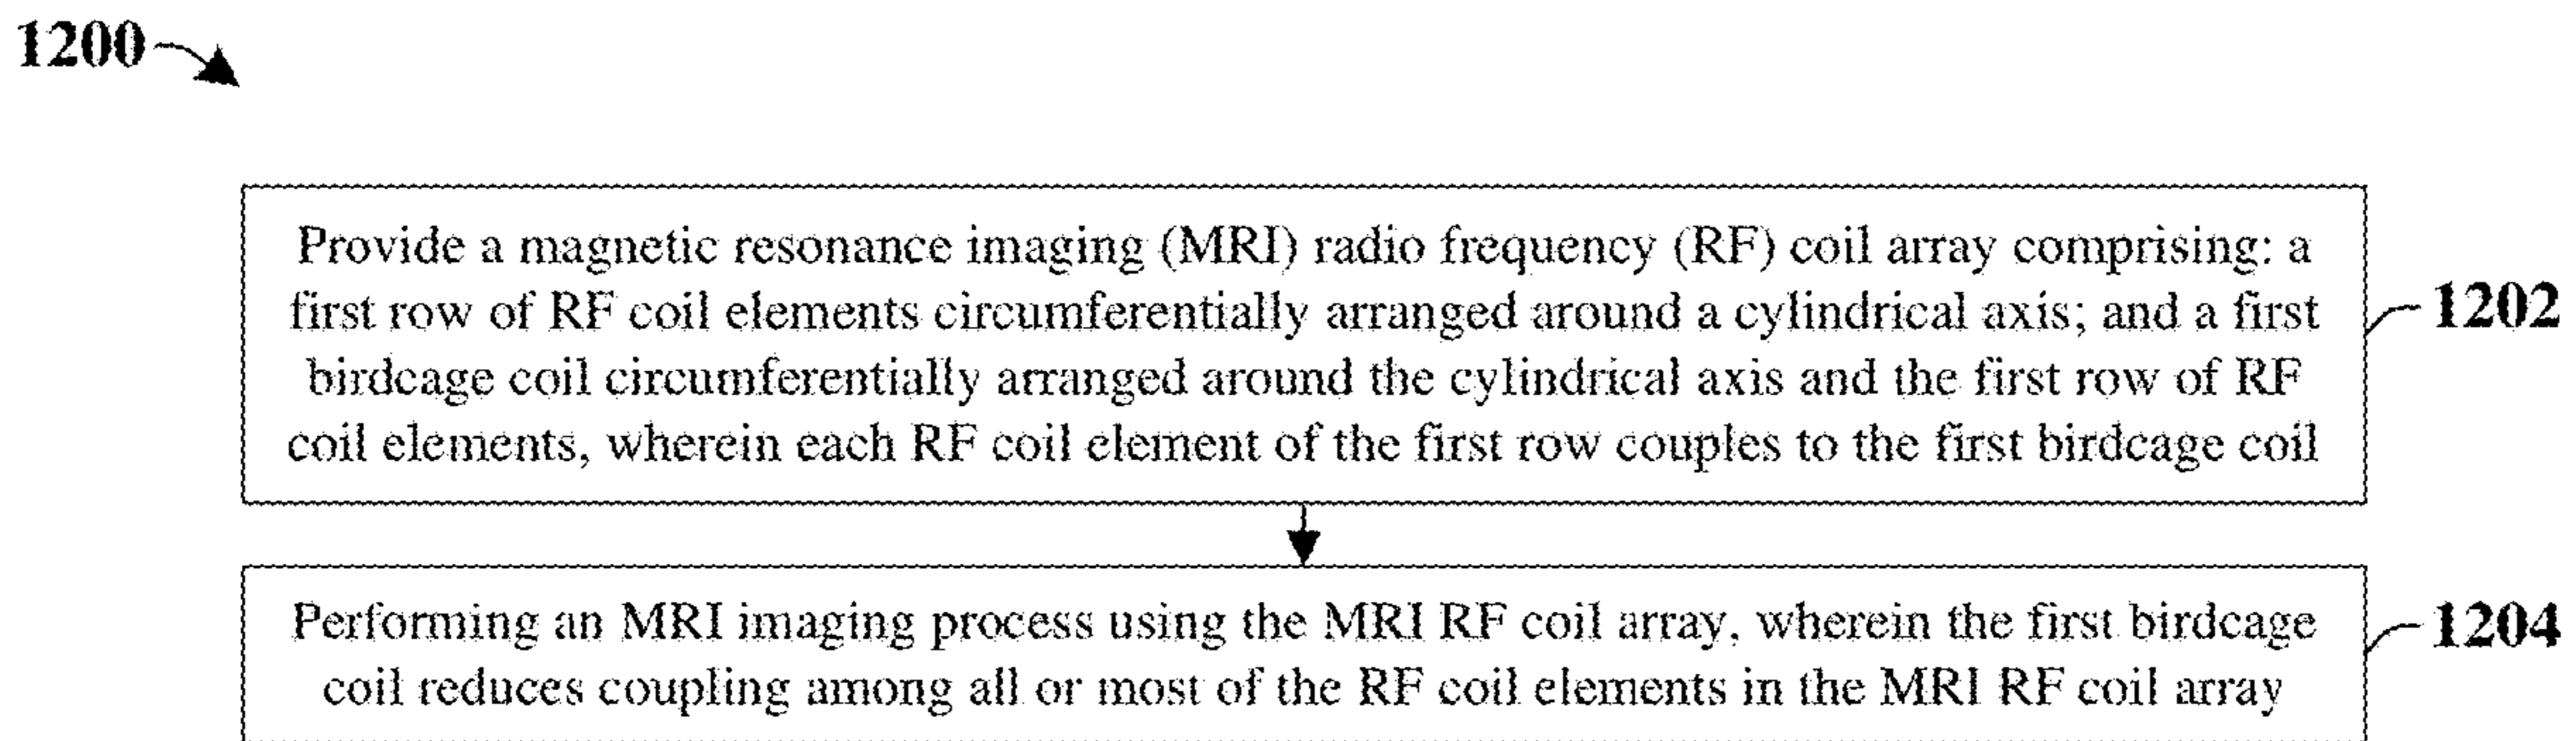 1200
Provide a magnetic resonance imaging (MRI) radio frequency (RF) coil array comprising: a
first row of RF coil elements circumferentially arranged around a cylindrical axis; and a first
birdcage coil circumferentially arranged around the cylindrical axis and the first row of RF
coil elements, wherein each RF coil element of the first row couples to the first birdcage coil
1202
Performing an MRI imaging process using the MRI RF coil array, wherein the first birdcage
coil reduces coupling among all or most of the RF coil elements in the MRI RF coil array
1204